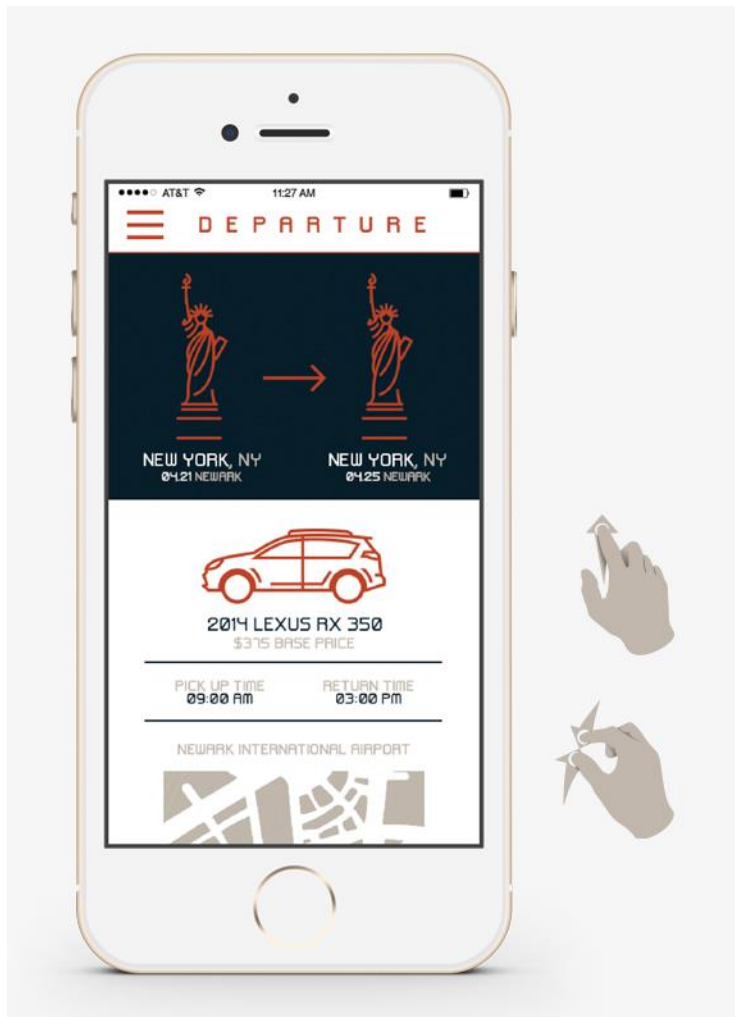 AT&T 11:27 AM
DEPARTURE
NEW YORK, NY NEW YORK, NY
04.21 NEWARK 04.25 NEWARK
2014 LEXUS RX 350
$375 BASE PRICE
PICK UP TIME RETURN TIME
09:00 AM 03:00 PM
NEWARK INTERNATIONAL AIRPORT